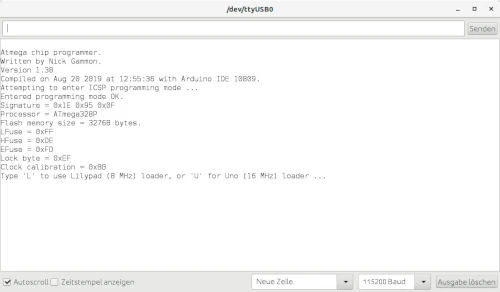 /dev/ttyUSB0
Senden
Atmega chip programmer.
Written by Nick Gammon.
Version 1.38
Compiled on Aug 20 2019 at 12:55:36 with Arduino IDE 10809.
Attempting to enter ICSP programming mode ...
Entered programming mode OK.
Signature = 0x1E 0x95 0x0F
Processor = ATmega328P
Flash memory size = 32768 bytes.
LFuse = 0xFF
HFuse = 0xDE
EFuse = 0xFD
Lock byte = 0xEF
Clock calibration = 0xBB
Type 'L' to use Lilypad (8 MHz) loader, or 'U' for Uno (16 MHz) loader ...
Autoscroll Zeitstempel anzeigen Neue Zeile 115200 Baud Ausgabe löschen